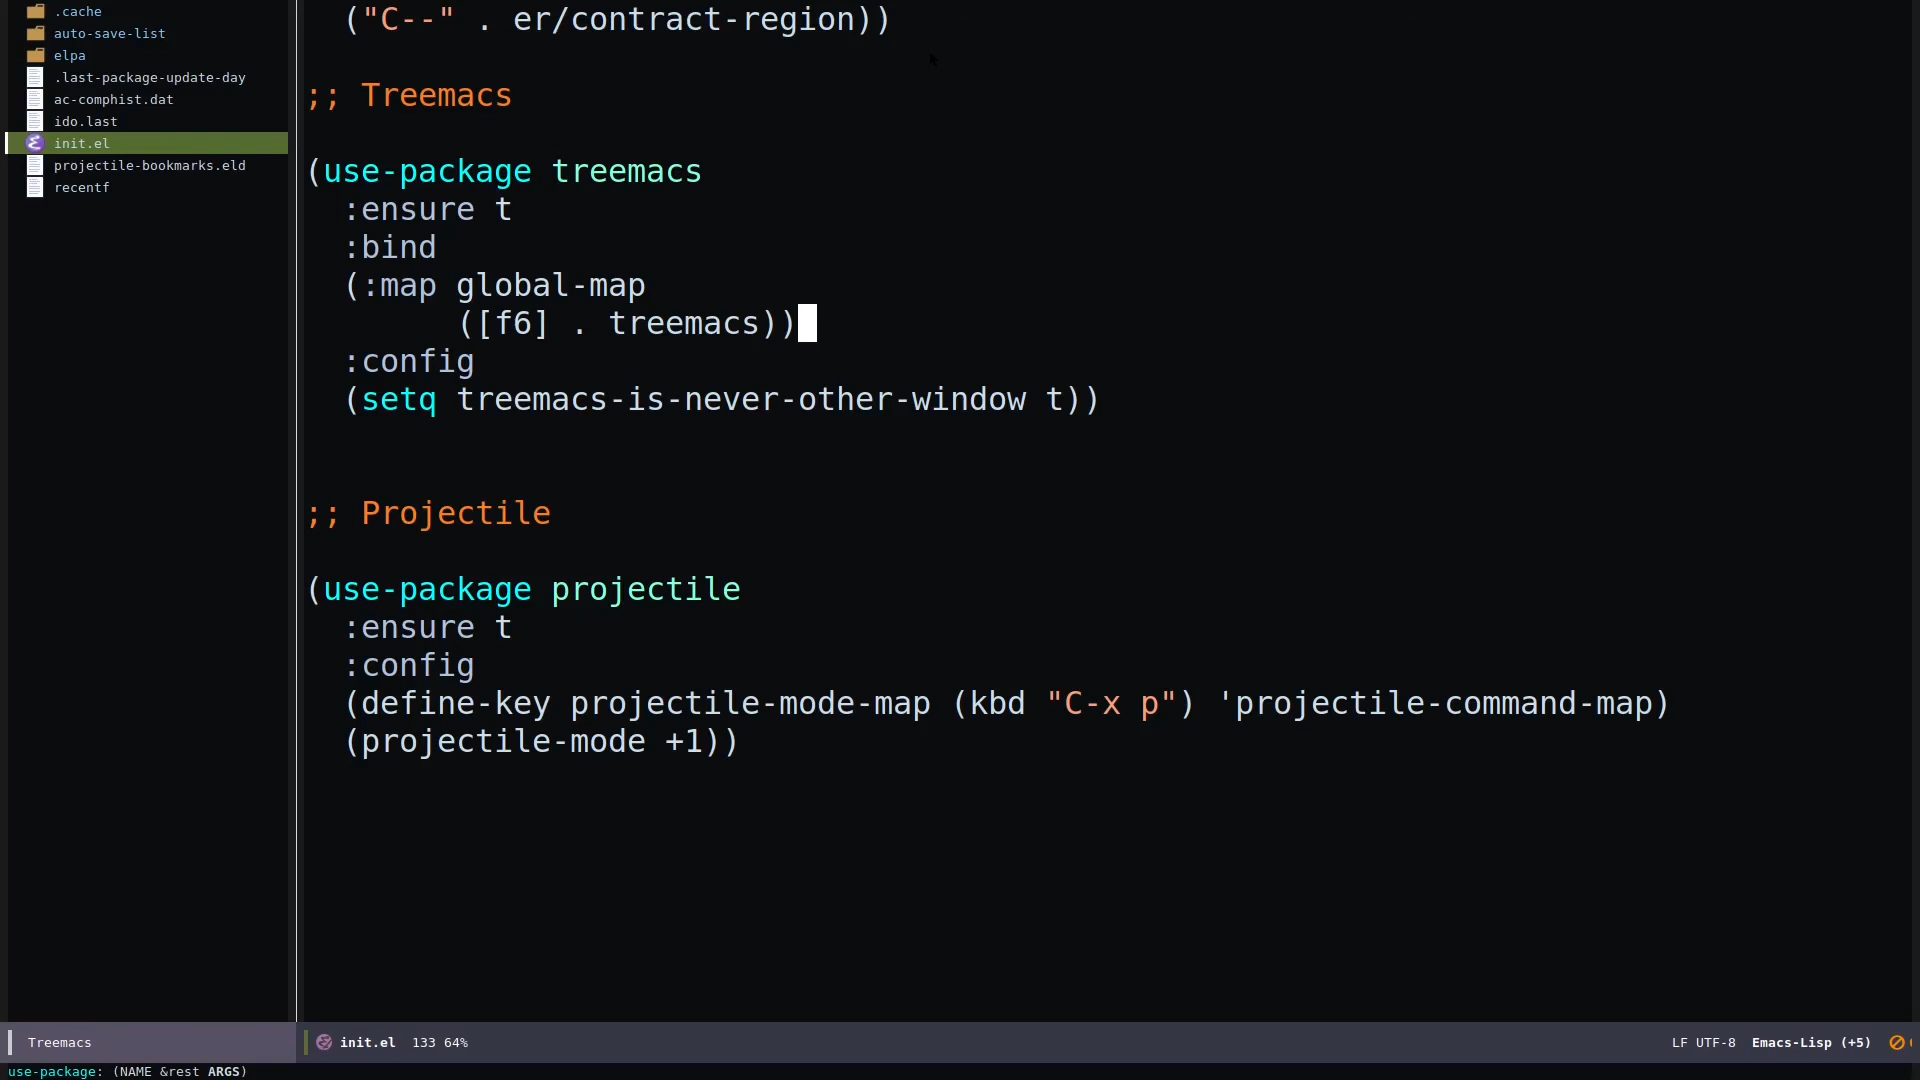 .cache
auto-save-list
elpa
.last-package-update-day
ac-comphist.dat
ido.last
init.el
projectile-bookmarks.eld
recentf
("C--" . er/contract-region))
;; Treemacs
(use-package treemacs
:ensure t
:bind
(:map global-map
([f6] . treemacs))
:config
(setq treemacs-is-never-other-window t))
;; Projectile
(use-package projectile
:ensure t
:config
(define-key projectile-mode-map (kbd "C-x p") 'projectile-command-map)
(projectile-mode +1))
Treemacs
init.el 133 64%
LF UTF-8 Emacs-Lisp (+5)
use-package: (NAME &rest ARGS)